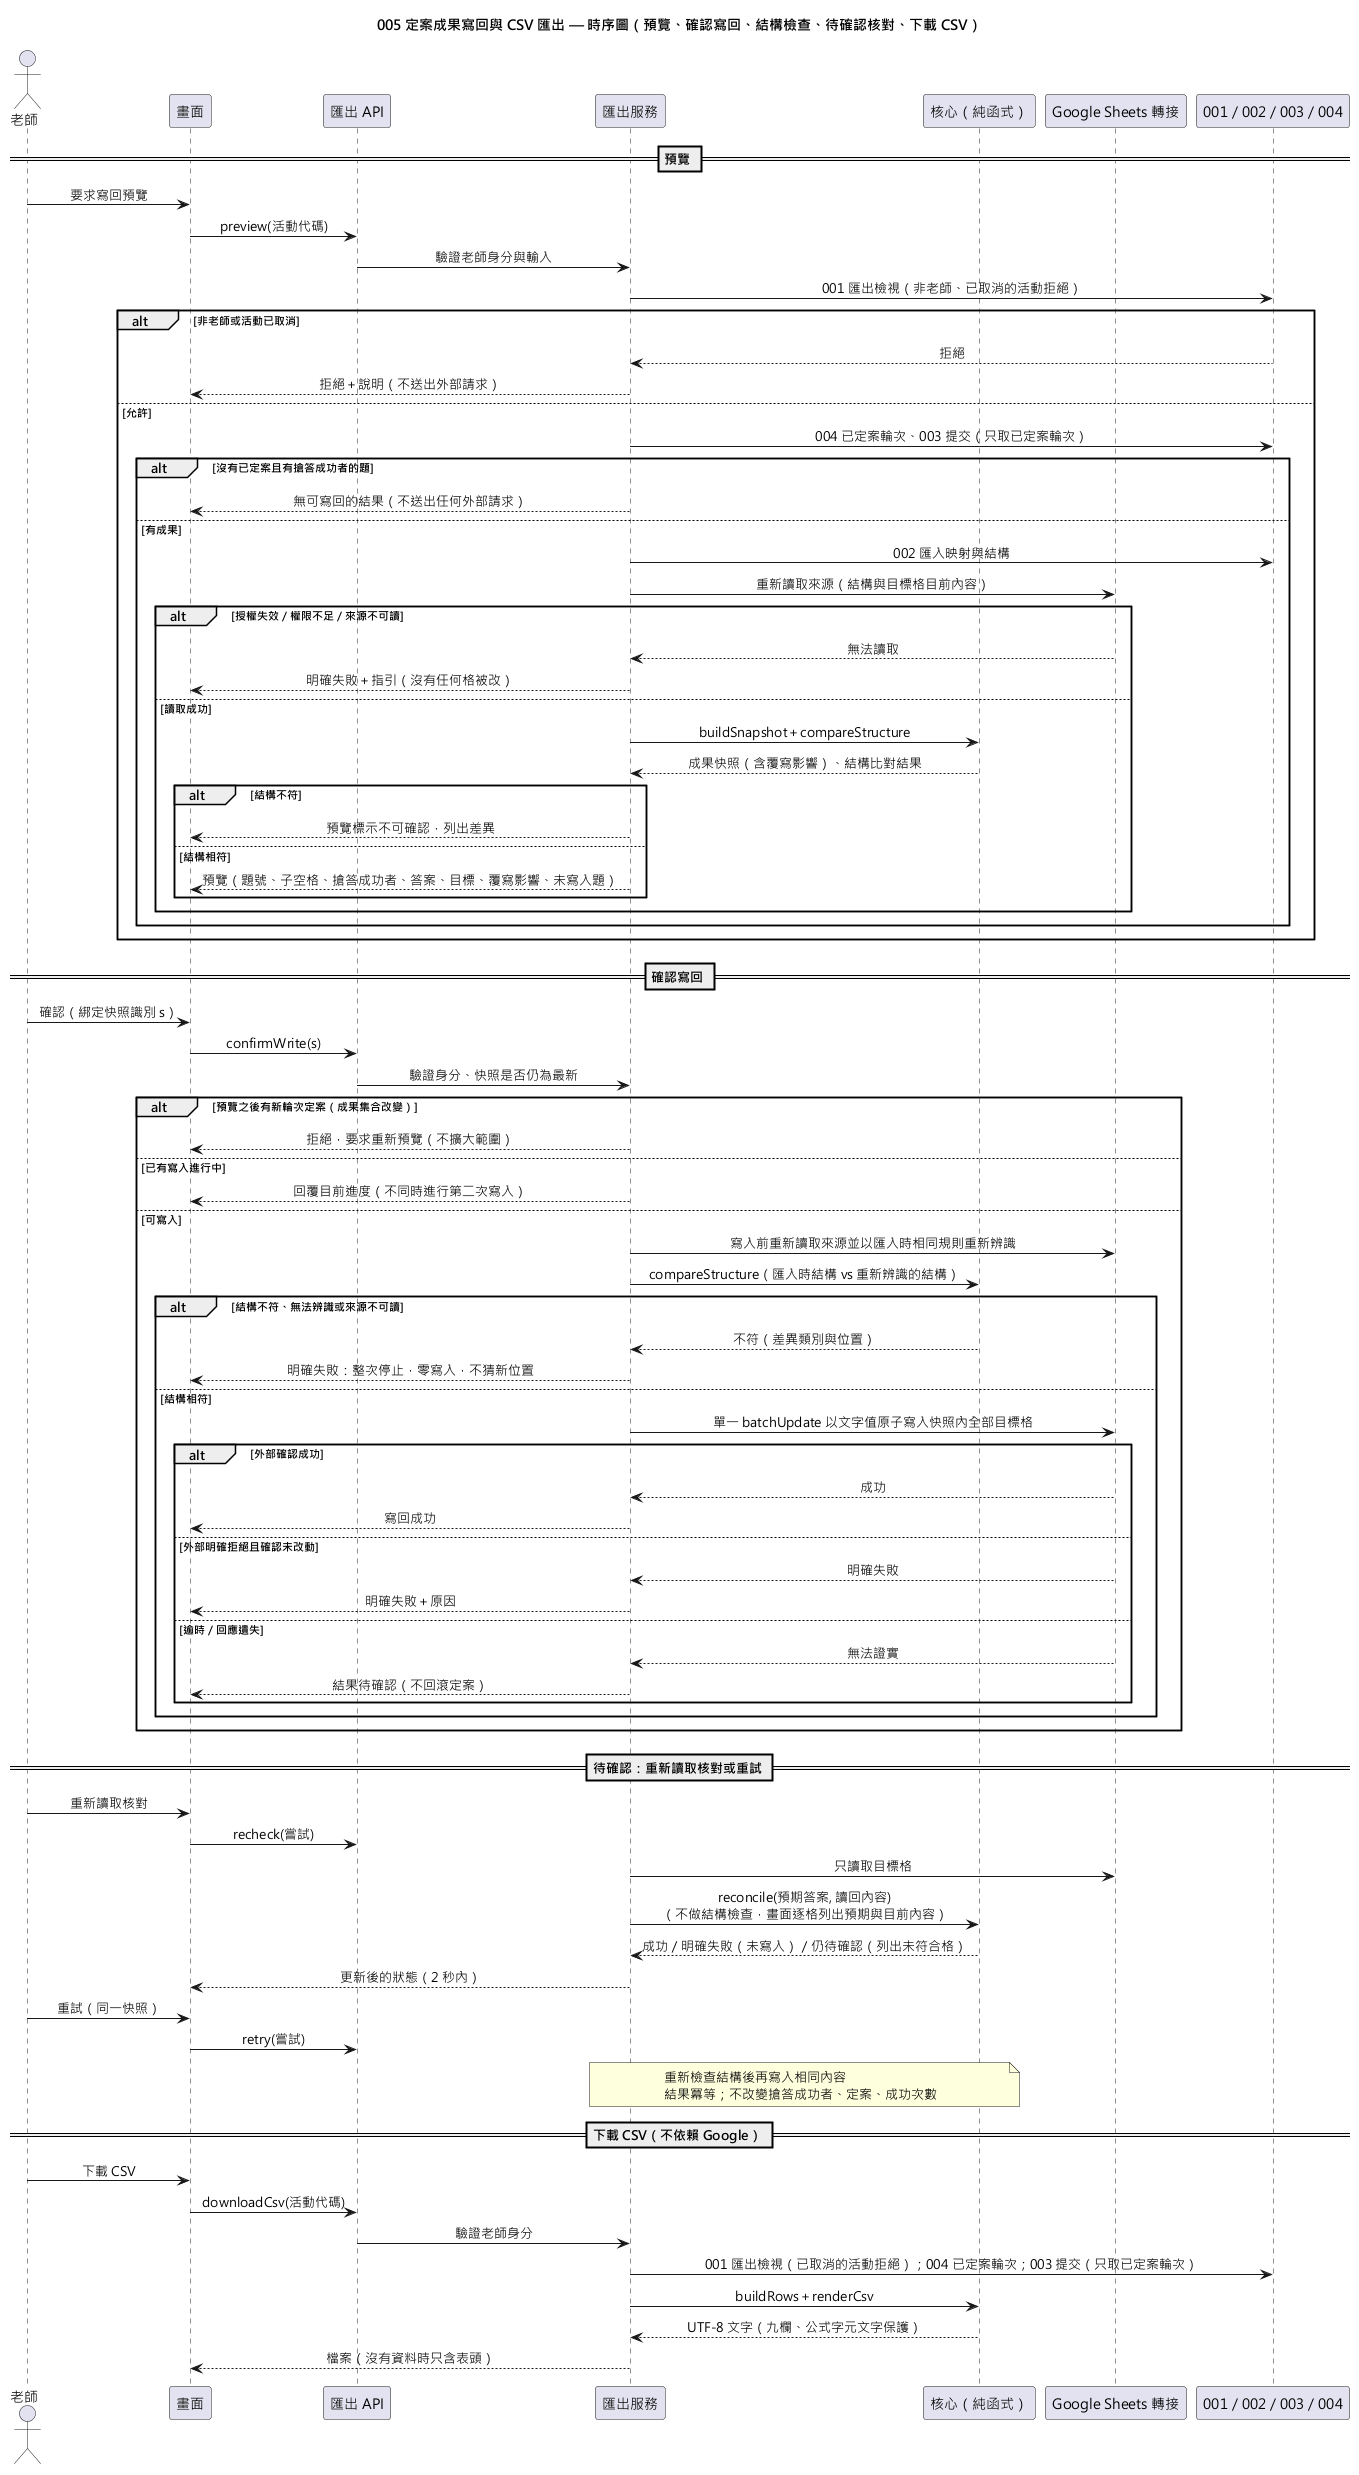 005 定案成果寫回與 CSV 匯出 — 時序圖（預覽、確認寫回、結構檢查、待確認核對、下載 CSV）
老師
畫面
匯出 API
匯出服務
核心（純函式）
Google Sheets 轉接
001 / 002 / 003 / 004
預覽
要求寫回預覽
preview(活動代碼)
驗證老師身分與輸入
001 匯出檢視（非老師、已取消的活動拒絕）
alt [非老師或活動已取消]
拒絕
拒絕＋說明（不送出外部請求）
[允許]
004 已定案輪次、003 提交（只取已定案輪次）
alt [沒有已定案且有搶答成功者的題]
無可寫回的結果（不送出任何外部請求）
[有成果]
002 匯入映射與結構
重新讀取來源（結構與目標格目前內容）
alt [授權失效 / 權限不足 / 來源不可讀]
無法讀取
明確失敗＋指引（沒有任何格被改）
[讀取成功]
buildSnapshot＋compareStructure
成果快照（含覆寫影響）、結構比對結果
alt [結構不符]
預覽標示不可確認，列出差異
[結構相符]
預覽（題號、子空格、搶答成功者、答案、目標、覆寫影響、未寫入題）
確認寫回
確認（綁定快照識別 s）
confirmWrite(s)
驗證身分、快照是否仍為最新
alt [預覽之後有新輪次定案（成果集合改變）]
拒絕，要求重新預覽（不擴大範圍）
[已有寫入進行中]
回覆目前進度（不同時進行第二次寫入）
[可寫入]
寫入前重新讀取來源並以匯入時相同規則重新辨識
compareStructure（匯入時結構 vs 重新辨識的結構）
alt [結構不符、無法辨識或來源不可讀]
不符（差異類別與位置）
明確失敗：整次停止，零寫入，不猜新位置
[結構相符]
單一 batchUpdate 以文字值原子寫入快照內全部目標格
alt [外部確認成功]
成功
寫回成功
[外部明確拒絕且確認未改動]
明確失敗
明確失敗＋原因
[逾時 / 回應遺失]
無法證實
結果待確認（不回滾定案）
待確認：重新讀取核對或重試
重新讀取核對
recheck(嘗試)
只讀取目標格
reconcile(預期答案, 讀回內容)
（不做結構檢查，畫面逐格列出預期與目前內容）
成功 / 明確失敗（未寫入）/ 仍待確認（列出未符合格）
更新後的狀態（2 秒內）
重試（同一快照）
retry(嘗試)
重新檢查結構後再寫入相同內容
結果冪等；不改變搶答成功者、定案、成功次數
下載 CSV（不依賴 Google）
下載 CSV
downloadCsv(活動代碼)
驗證老師身分
001 匯出檢視（已取消的活動拒絕）；004 已定案輪次；003 提交（只取已定案輪次）
buildRows＋renderCsv
UTF-8 文字（九欄、公式字元文字保護）
檔案（沒有資料時只含表頭）
老師
畫面
匯出 API
匯出服務
核心（純函式）
Google Sheets 轉接
001 / 002 / 003 / 004